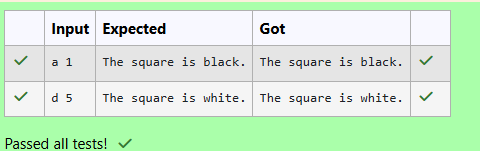 Input Expected Got
a 1 The square is black. The square is black.
d 5 The square is white. The square is white.
Passed all tests!